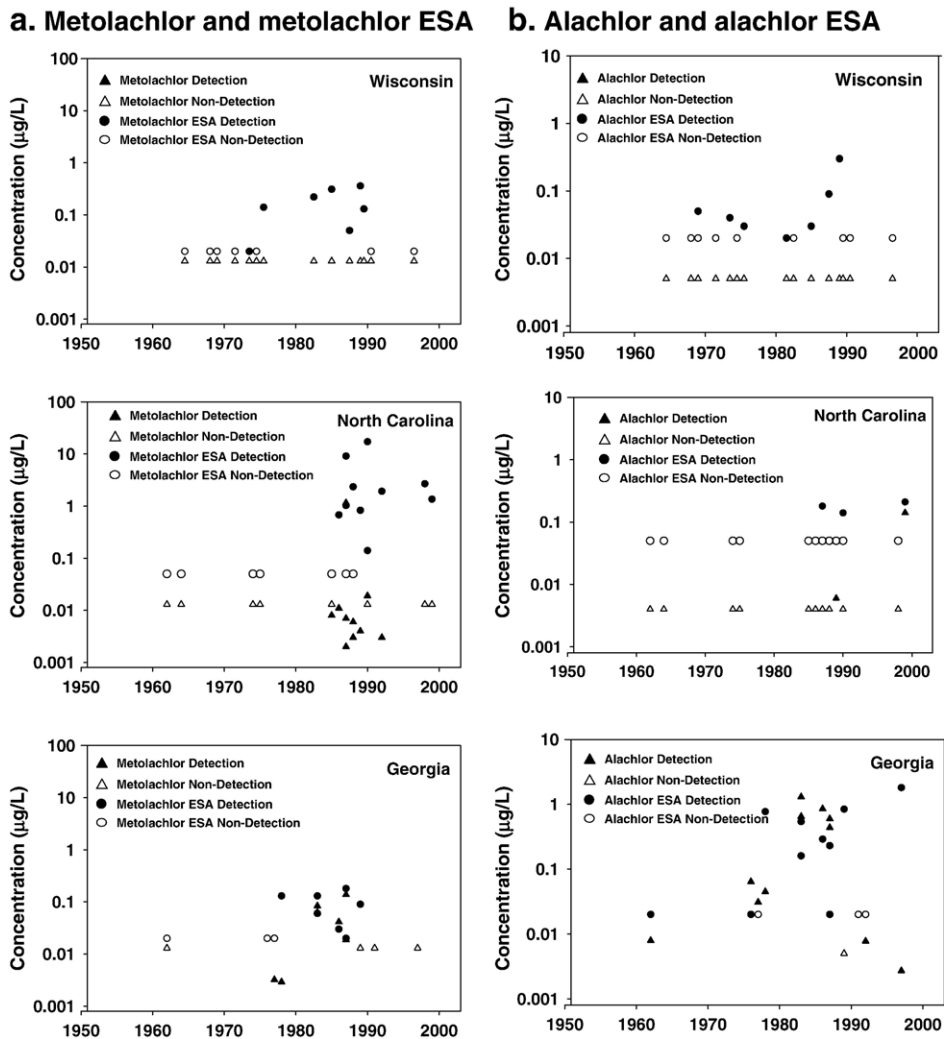 a. Metolachlor and metolachlor ESA
b. Alachlor and alachlor ESA
Concentration (µg/L)
100
10
1
0.1
0.01
0.001
Metolachlor Detection
Metolachlor Non-Detection
Metolachlor ESA Detection
Metolachlor ESA Non-Detection
Wisconsin
1950 1960 1970 1980 1990 2000
Concentration (µg/L)
10
1
0.1
0.01
0.001
Alachlor Detection
Alachlor Non-Detection
Alachlor ESA Detection
Alachlor ESA Non-Detection
Wisconsin
1950 1960 1970 1980 1990 2000
Concentration (µg/L)
100
10
1
0.1
0.01
0.001
Metolachlor Detection
Metolachlor Non-Detection
Metolachlor ESA Detection
Metolachlor ESA Non-Detection
North Carolina
1950 1960 1970 1980 1990 2000
Concentration (µg/L)
10
1
0.1
0.01
0.001
Alachlor Detection
Alachlor Non-Detection
Alachlor ESA Detection
Alachlor ESA Non-Detection
North Carolina
1950 1960 1970 1980 1990 2000
Concentration (µg/L)
100
10
1
0.1
0.01
0.001
Metolachlor Detection
Metolachlor Non-Detection
Metolachlor ESA Detection
Metolachlor ESA Non-Detection
Georgia
1950 1960 1970 1980 1990 2000
Concentration (µg/L)
10
1
0.1
0.01
0.001
Alachlor Detection
Alachlor Non-Detection
Alachlor ESA Detection
Alachlor ESA Non-Detection
Georgia
1950 1960 1970 1980 1990 2000